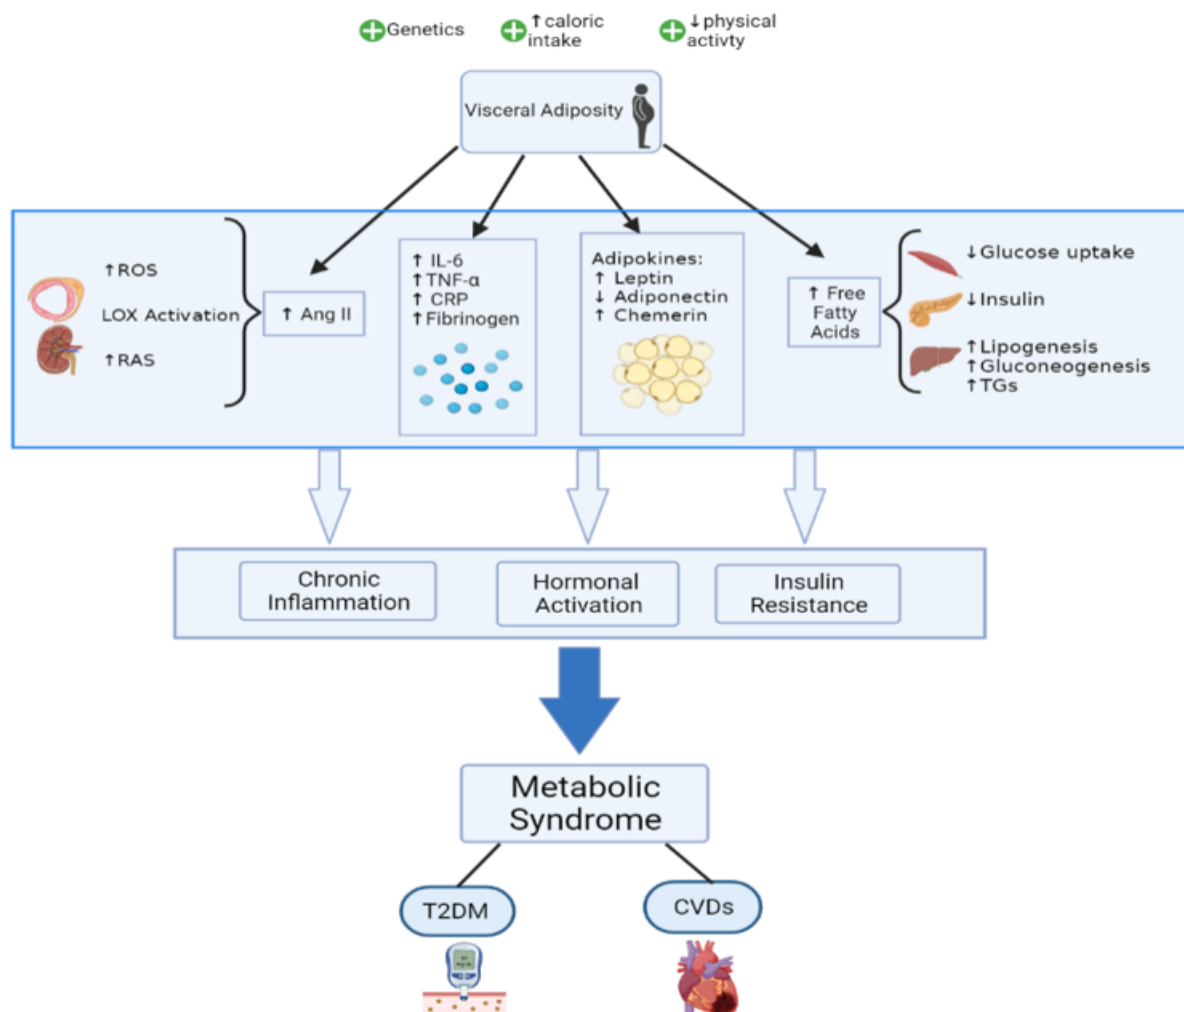 Genetics
↑caloric
intake
↓physical
activty
Visceral Adiposity
↑ROS
LOX Activation
↑RAS
↑ Ang II
↑ IL-6
↑TNF-α
↑ CRP
↑Fibrinogen
Adipokines:
↑ Leptin
↓ Adiponectin
↑ Chemerin
↑ Free
Fatty
Acids
↓Glucose uptake
↓Insulin
↑Lipogenesis
↑Gluconeogenesis
↑TGs
Chronic
Inflammation
Hormonal
Activation
Insulin
Resistance
Metabolic
Syndrome
T2DM
CVDs